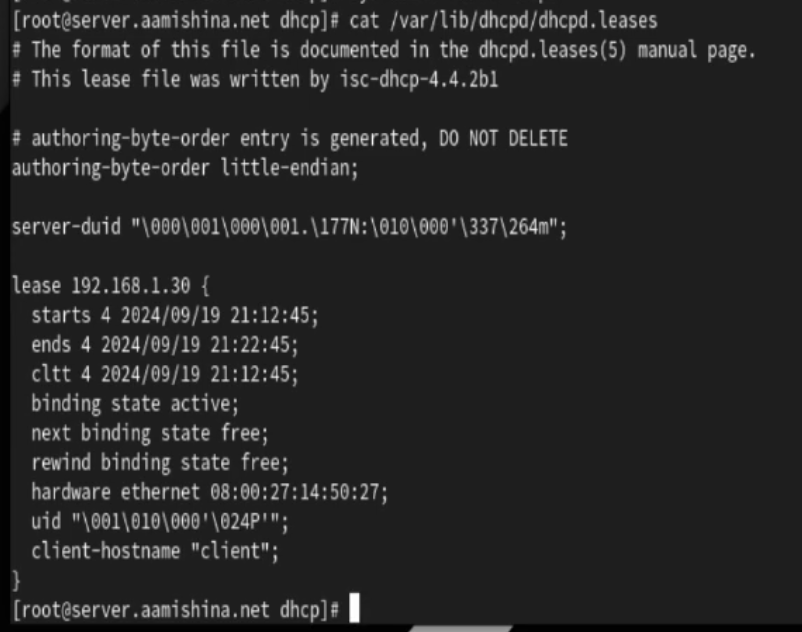 [root@server.aamishina.net dhcp]# cat /var/lib/dhcpd/dhcpd.leases
# The format of this file is documented in the dhcpd.leases(5) manual page.
# This lease file was written by isc-dhcp-4.4.2b1
# authoring-byte-order entry is generated, DO NOT DELETE
authoring-byte-order little-endian;
server-duid "\000\001\000\001.\177N:\010\000'\337\264m";
lease 192.168.1.30 {
  starts 4 2024/09/19 21:12:45;
  ends 4 2024/09/19 21:22:45;
  cltt 4 2024/09/19 21:12:45;
  binding state active;
  next binding state free;
  rewind binding state free;
  hardware ethernet 08:00:27:14:50:27;
  uid "\001\010\000'\024P'";
  client-hostname "client";
}
[root@server.aamishina.net dhcp]#